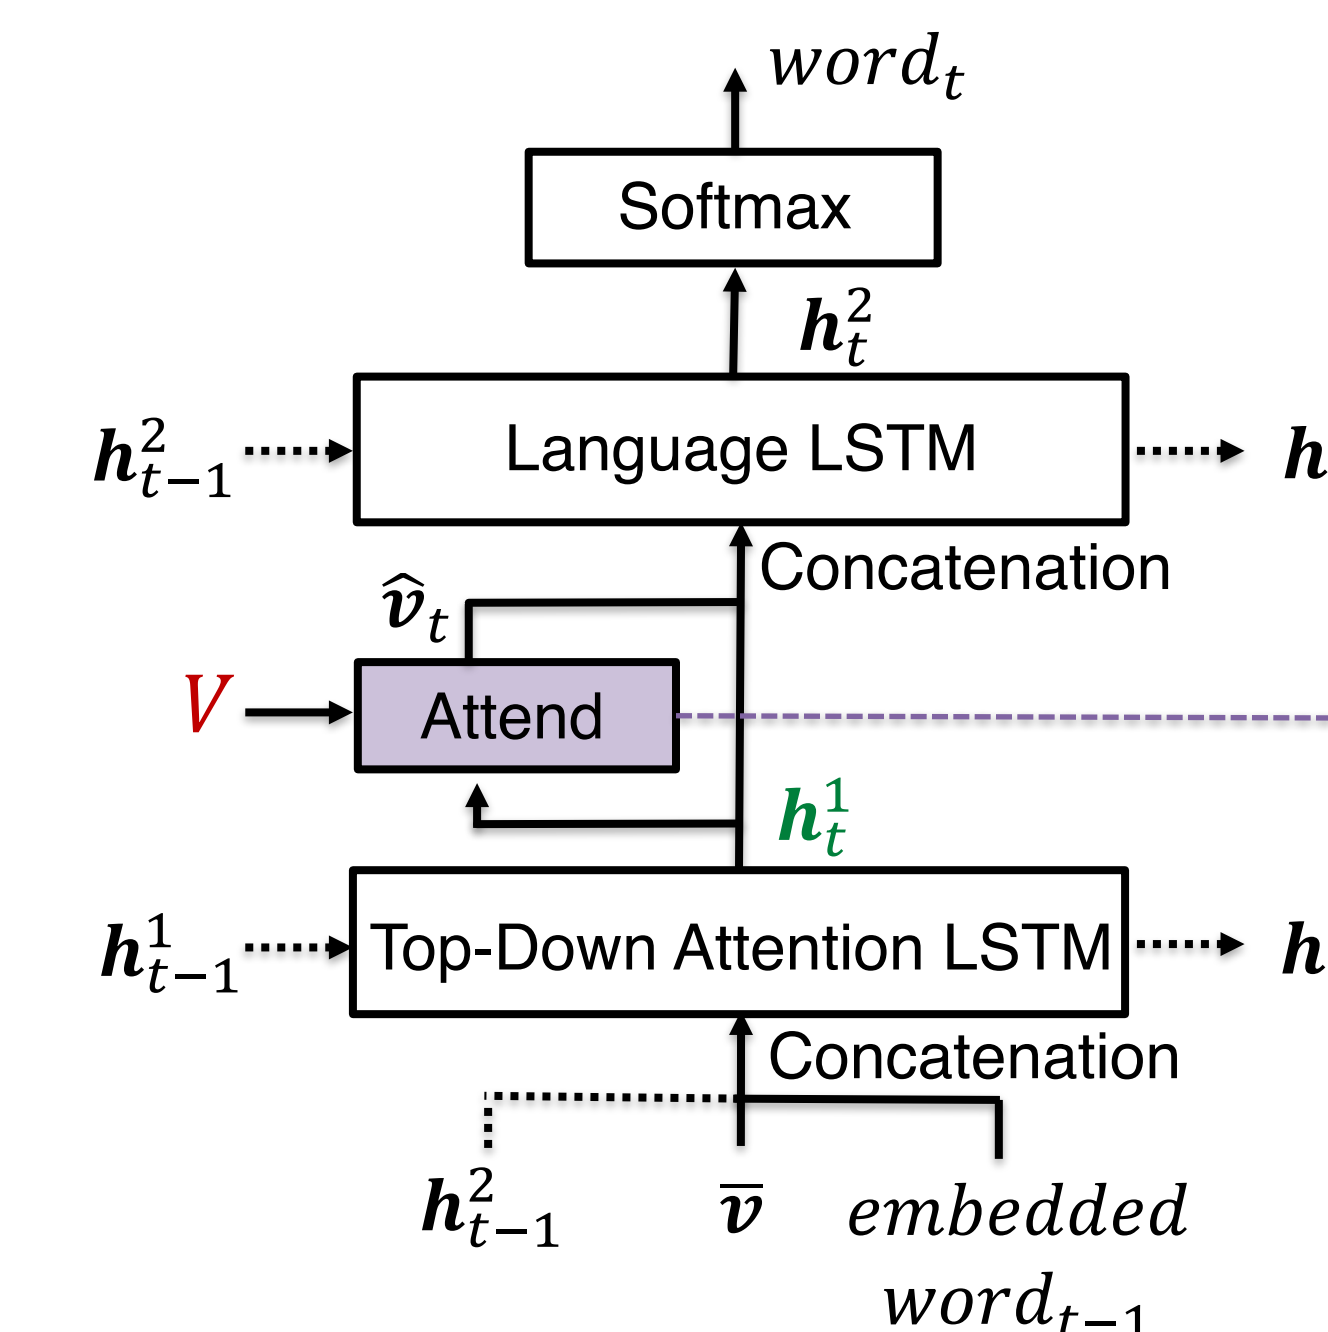 word_t
Softmax
h_t^2
h_{t−1}^2
Language LSTM
h
Concatenation
v̂_t
V
Attend
h_t^1
h_{t−1}^1
Top-Down Attention LSTM
h
Concatenation
h_{t−1}^2
v̄
embedded
word_{t−1}